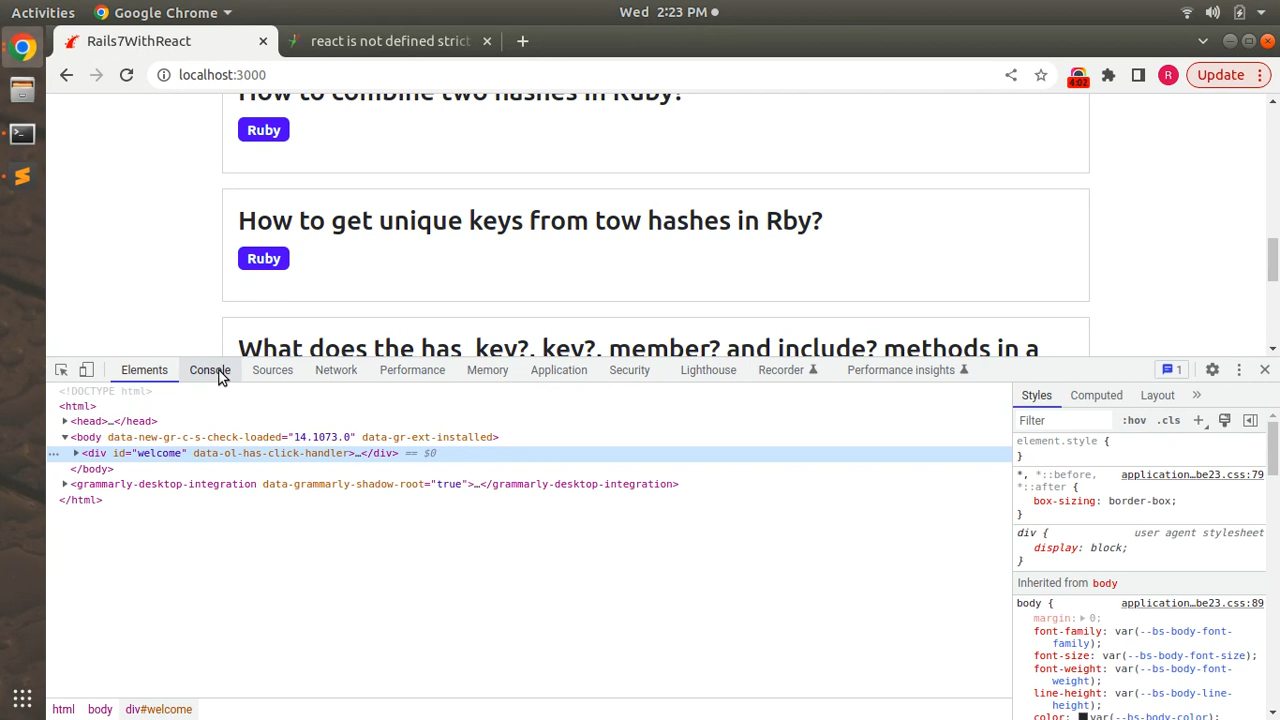 Activities Google Chrome Wed 2:23 PM
Rails7WithReact react is not defined strict
localhost:3000 4:02 R Update
How to combine two hashes in Ruby?
Ruby
How to get unique keys from tow hashes in Rby?
Ruby
What does the has_key?, key?, member? and include? methods in a
Elements Console Sources Network Performance Memory Application Security Lighthouse Recorder Performance insights 1
<!DOCTYPE html>
<html>
<head>…</head>
<body data-new-gr-c-s-check-loaded="14.1073.0" data-gr-ext-installed>
… <div id="welcome" data-ol-has-click-handler>…</div> == $0
</body>
<grammarly-desktop-integration data-grammarly-shadow-root="true">…</grammarly-desktop-integration>
</html>
html body div#welcome
Styles Computed Layout »
Filter :hov .cls +
element.style {
}
*, *::before, application…be23.css:79
*::after {
box-sizing: border-box;
}
div { user agent stylesheet
display: block;
}
Inherited from body
body { application…be23.css:89
margin: 0;
font-family: var(--bs-body-font-
family);
font-size: var(--bs-body-font-size);
font-weight: var(--bs-body-font-
weight);
line-height: var(--bs-body-line-
height);
color: var(--bs-body-color);